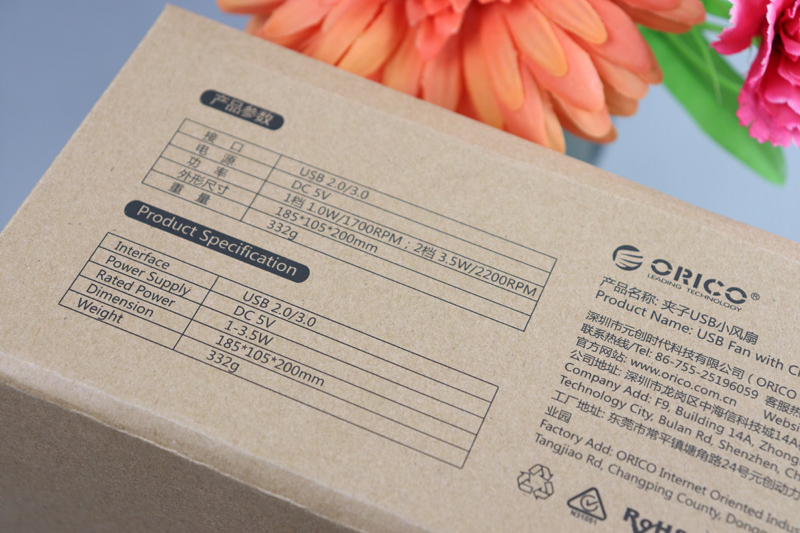 产品参数
接 口 USB 2.0/3.0
电 源 DC 5V
功 率 1档 1.0W/1700RPM；2档 3.5W/2200RPM
外形尺寸 185*105*200mm
重 量 332g
Product Specification
Interface USB 2.0/3.0
Power Supply DC 5V
Rated Power 1-3.5W
Dimension 185*105*200mm
Weight 332g
ORICO®
LEADING TECHNOLOGY
产品名称: 夹子USB小风扇
Product Name: USB Fan with
深圳市元创时代科技有限公司 ( ORICO
联系热线/Tel: 86-755-25196059 客服热
官方网站: www.orico.com.cn Websi
公司地址: 深圳市龙岗区中海信科技城14A
Company Add: F9, Building 14A, Zhong
Technology City, Bulan Rd, Shenzhen, Ch
工厂地址: 东莞市常平镇塘角路24号元创动力
业园
Factory Add: ORICO Internet Oriented Indus
Tangjiao Rd, Changping County, Dong
N31681
RoHS